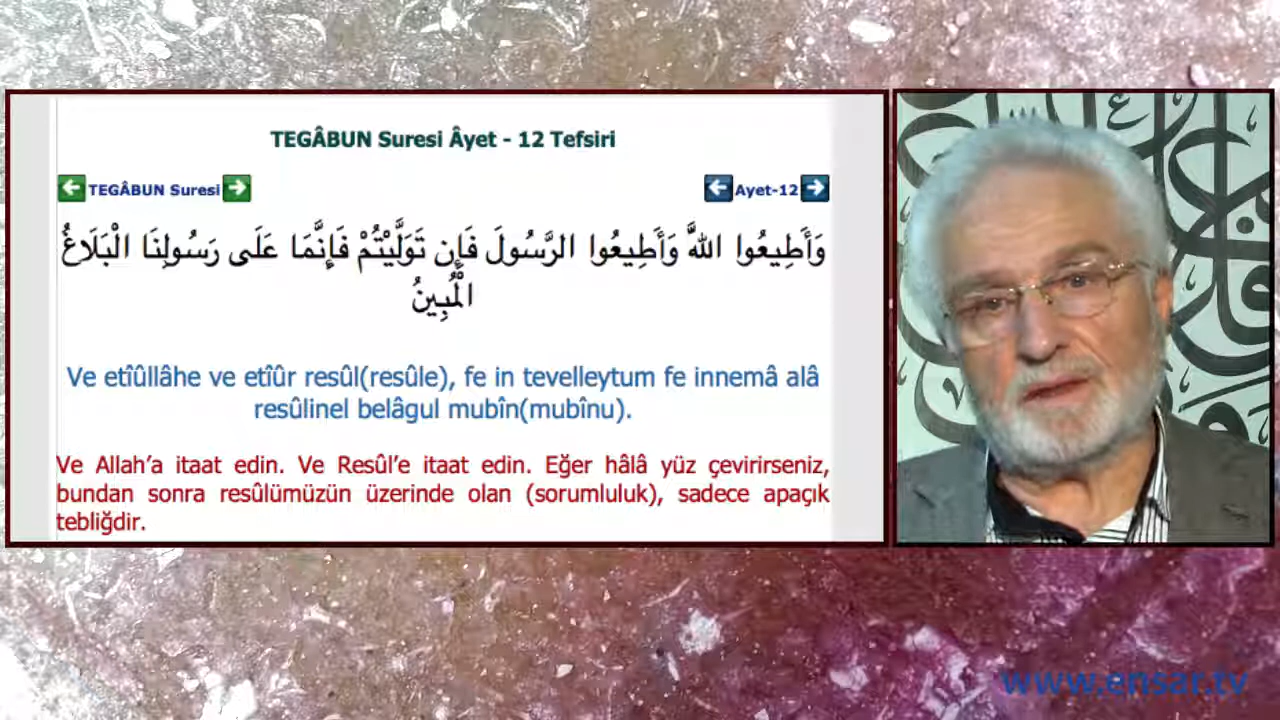 TEGÂBUN Suresi Âyet - 12 Tefsiri
TEGÂBUN Suresi
Ayet-12
وَأَطِيعُوا اللَّهَ وَأَطِيعُوا الرَّسُولَ فَإِن تَوَلَّيْتُمْ فَإِنَّمَا عَلَى رَسُولِنَا الْبَلَاغُ
الْمُبِينُ
Ve etîûllâhe ve etîûr resûl(resûle), fe in tevelleytum fe innemâ alâ
resûlinel belâgul mubîn(mubînu).
Ve Allah’a itaat edin. Ve Resûl’e itaat edin. Eğer hâlâ yüz çevirirseniz,
bundan sonra resûlümüzün üzerinde olan (sorumluluk), sadece apaçık
tebliğdir.
www.ensar.tv